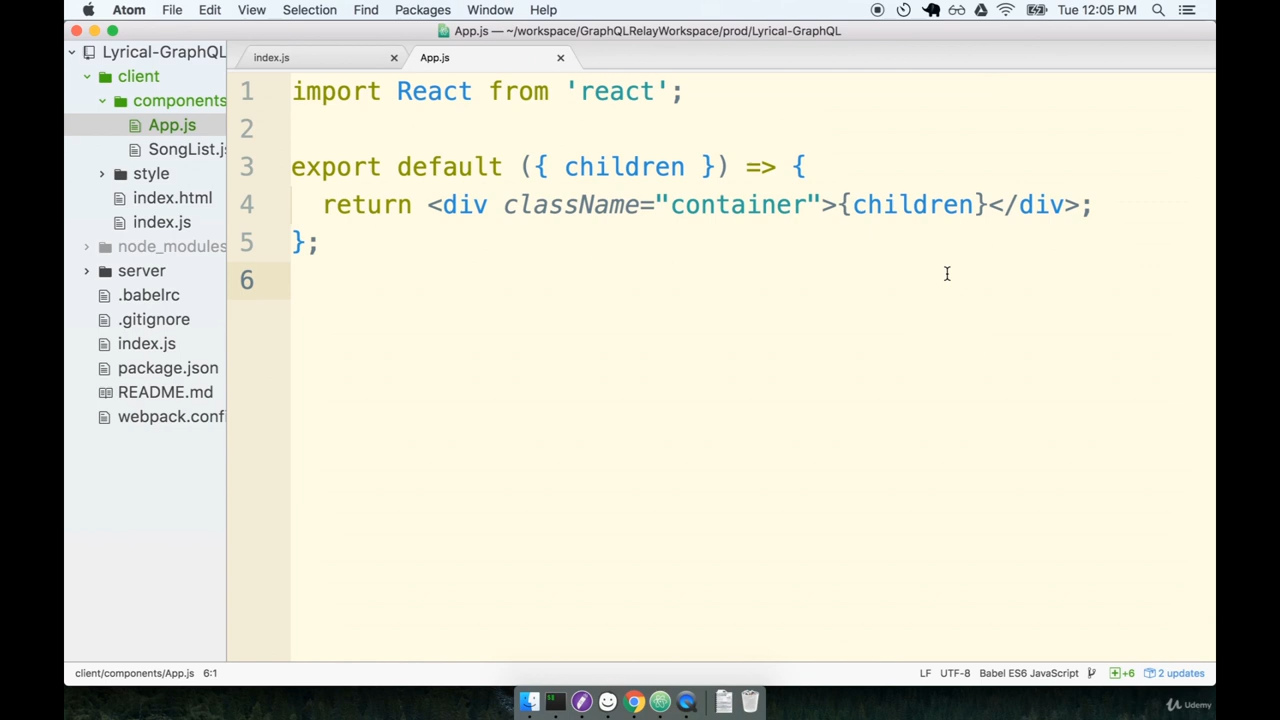 Atom File Edit View Selection Find Packages Window Help Tue 12:05 PM
App.js — ~/workspace/GraphQLRelayWorkspace/prod/Lyrical-GraphQL
Lyrical-GraphQL
client
components
App.js
SongList.js
style
index.html
index.js
node_modules
server
.babelrc
.gitignore
index.js
package.json
README.md
webpack.confi
index.js App.js
1 import React from 'react';
2
3 export default ({ children }) => {
4 return <div className="container">{children}</div>;
5 };
6
client/components/App.js 6:1 LF UTF-8 Babel ES6 JavaScript +6 2 updates
Udemy